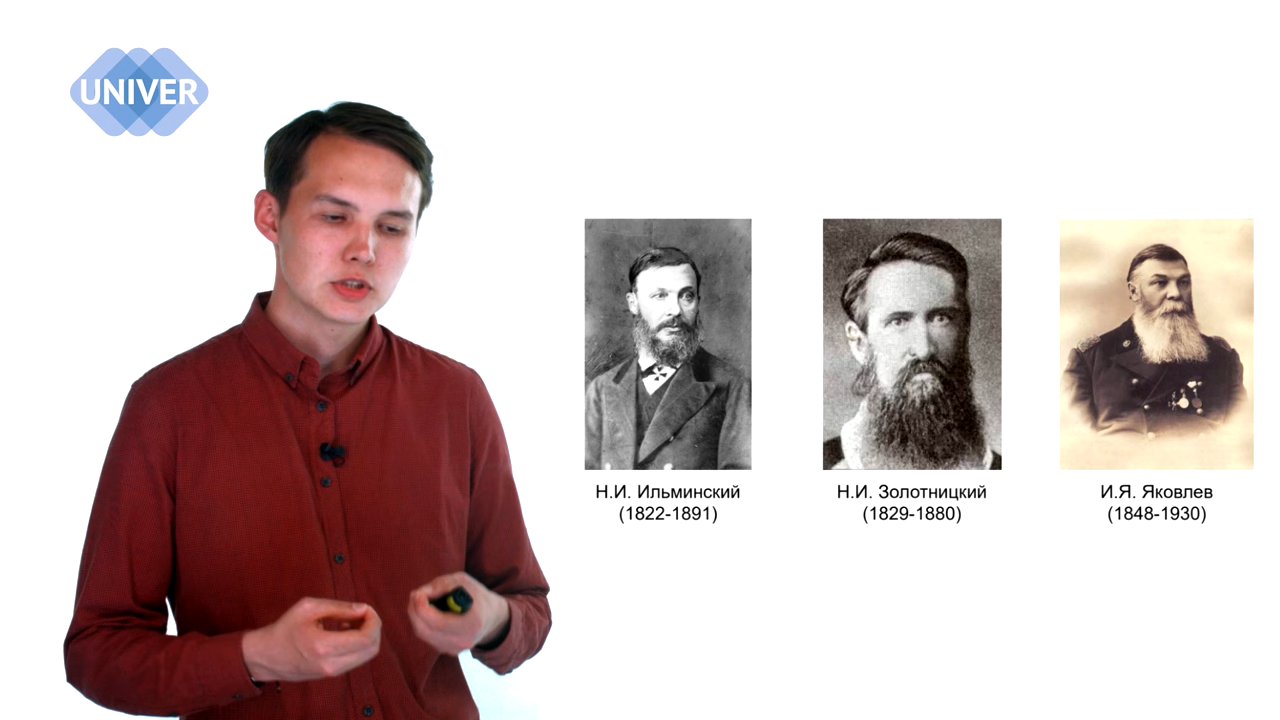 UNIVER
Н.И. Ильминский
(1822-1891)
Н.И. Золотницкий
(1829-1880)
И.Я. Яковлев
(1848-1930)